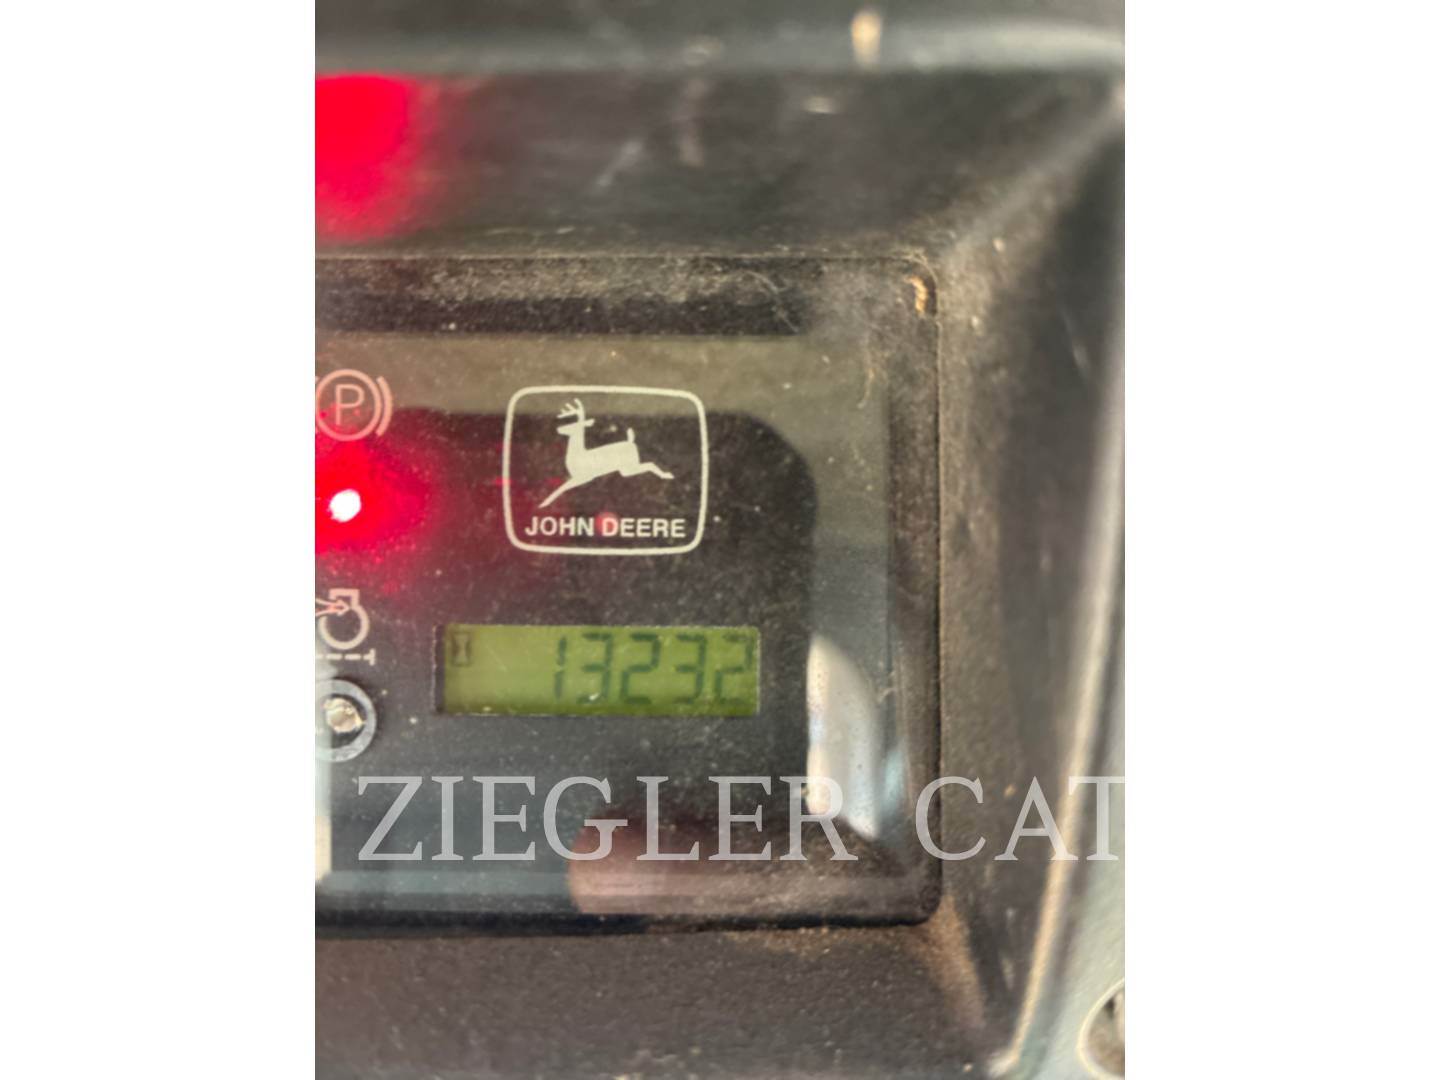 P
JOHN DEERE
13232
ZIEGLER CAT